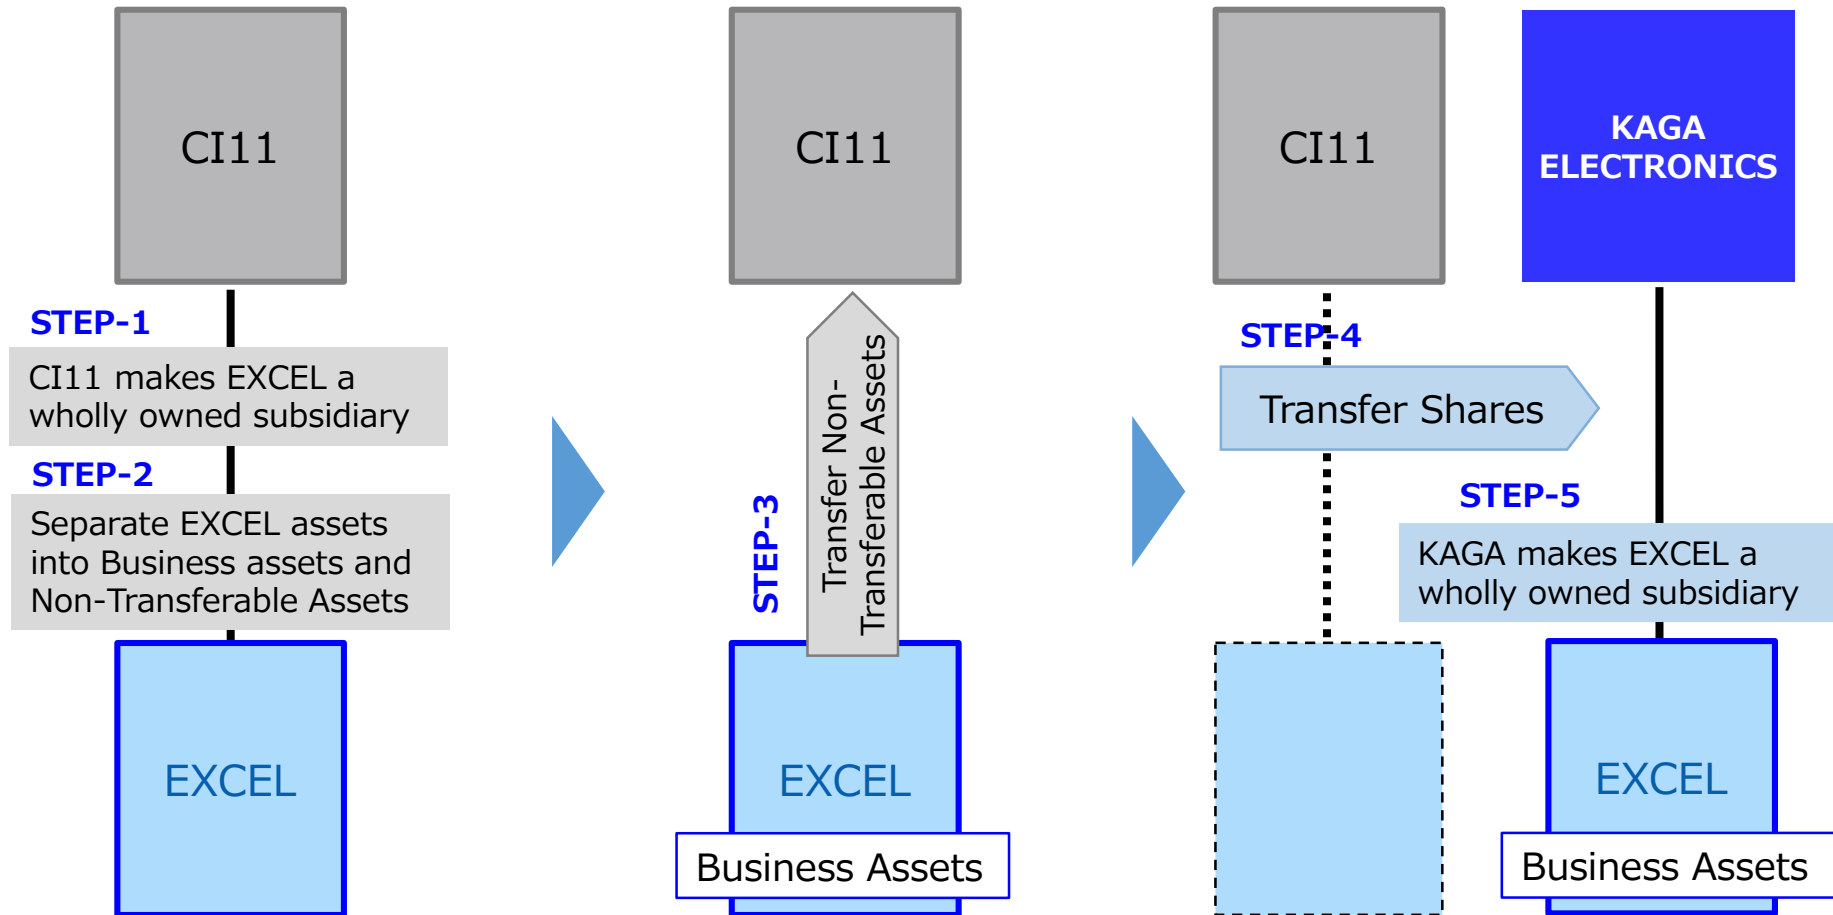 CI11
STEP-1
CI11 makes EXCEL a
wholly owned subsidiary
STEP-2
Separate EXCEL assets
into Business assets and
Non-Transferable Assets
EXCEL
CI11
STEP-3
Transfer Non-
Transferable Assets
EXCEL
Business Assets
CI11
KAGA
ELECTRONICS
STEP-4
Transfer Shares
STEP-5
KAGA makes EXCEL a
wholly owned subsidiary
EXCEL
Business Assets